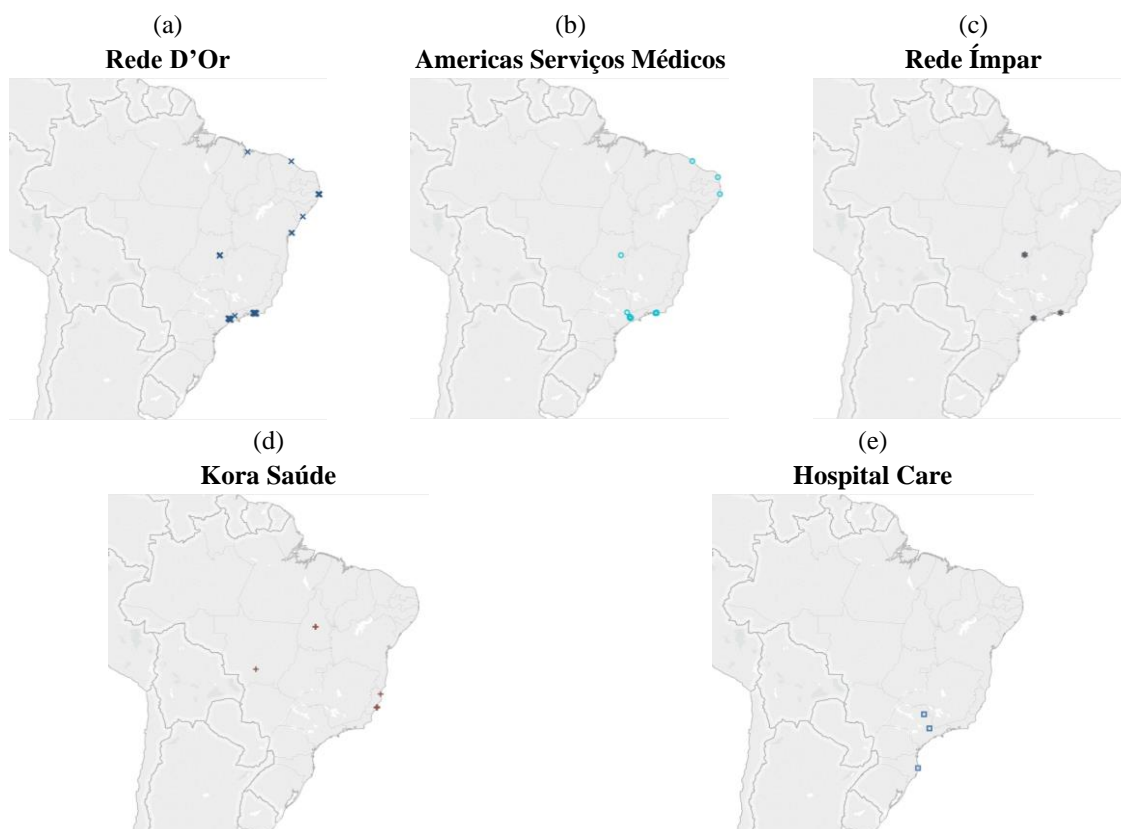 (a)
Rede D’Or
(b)
Americas Serviços Médicos
(c)
Rede Ímpar
(d)
Kora Saúde
(e)
Hospital Care